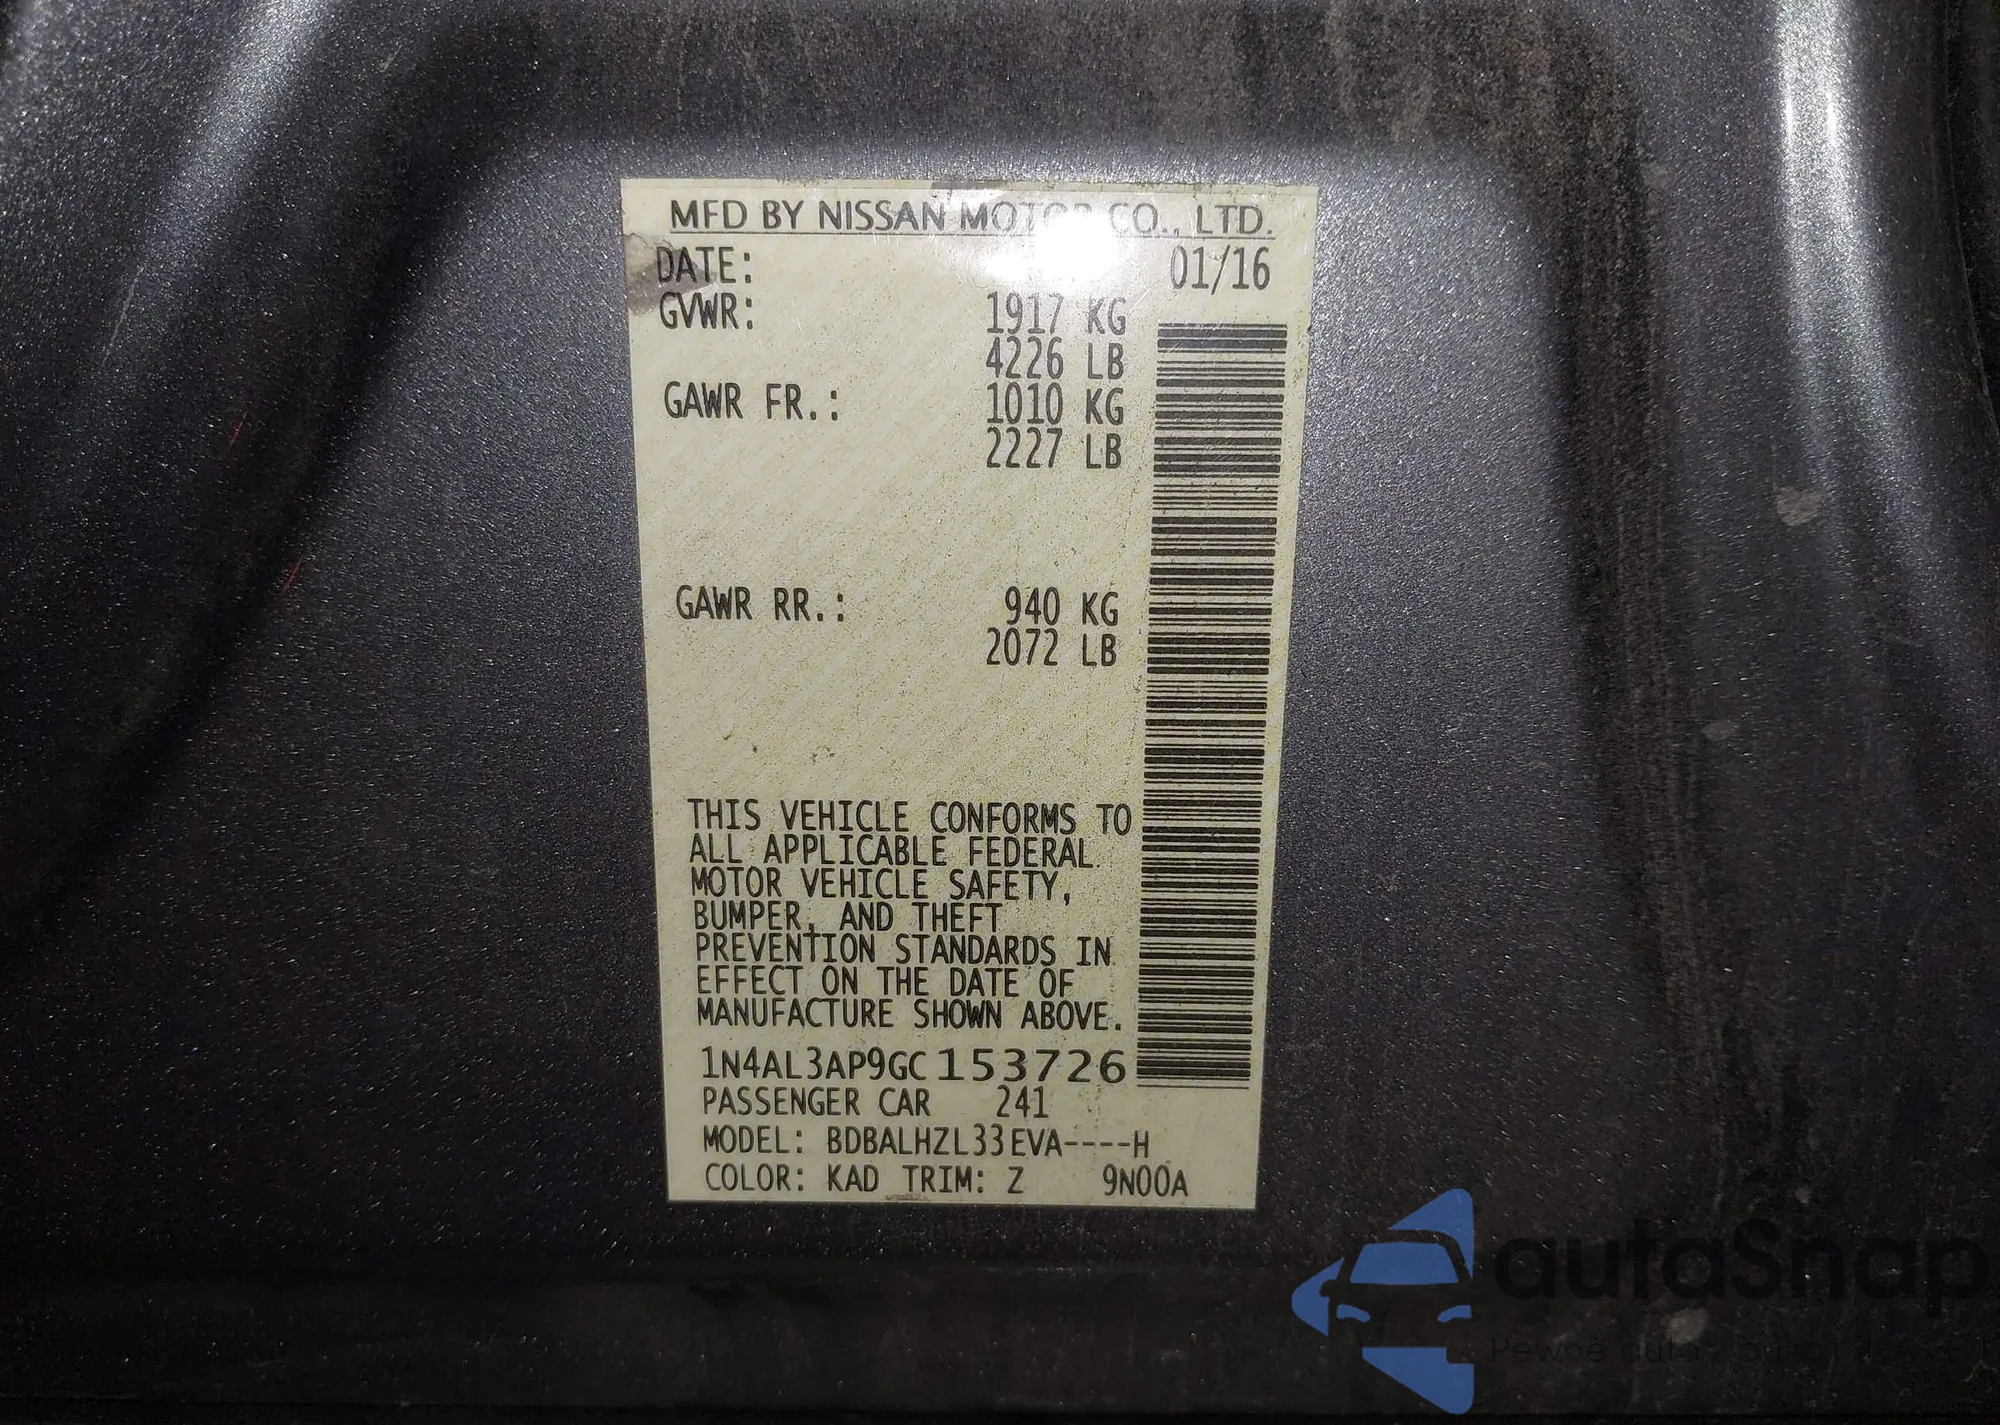 MFD BY NISSAN MOTOR CO., LTD.
DATE: 01/16
GVWR: 1917 KG
4226 LB
GAWR FR.: 1010 KG
2227 LB
GAWR RR.: 940 KG
2072 LB
THIS VEHICLE CONFORMS TO
ALL APPLICABLE FEDERAL
MOTOR VEHICLE SAFETY,
BUMPER, AND THEFT
PREVENTION STANDARDS IN
EFFECT ON THE DATE OF
MANUFACTURE SHOWN ABOVE.
1N4AL3AP9GC153726
PASSENGER CAR 241
MODEL: BDBALHZL33EVA----H
COLOR: KAD TRIM: Z 9N00A
autaSnap
Pewne auta z